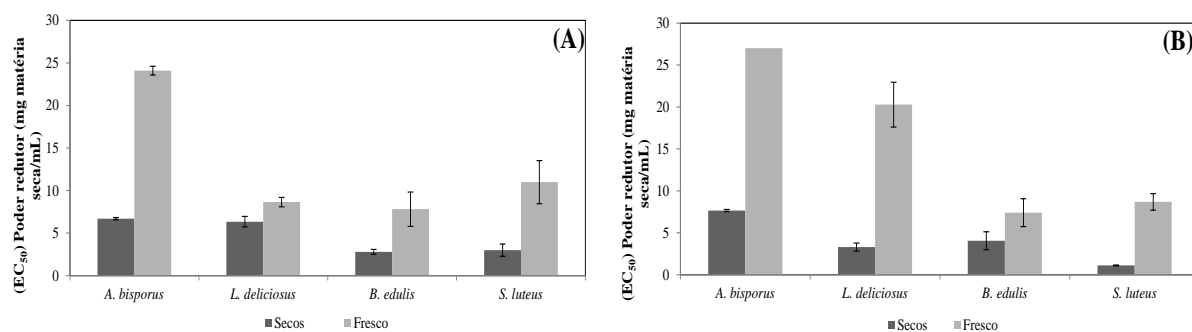 (EC50) Poder redutor (mg matéria
seca/mL)
30
25
20
15
10
5
0
(A)
A. bisporus
L. deliciosus
B. edulis
S. luteus
Secos
Fresco
(EC50) Poder redutor (mg matéria
seca/mL)
30
25
20
15
10
5
0
(B)
A. bisporus
L. deliciosus
B. edulis
S. luteus
Secos
Fresco